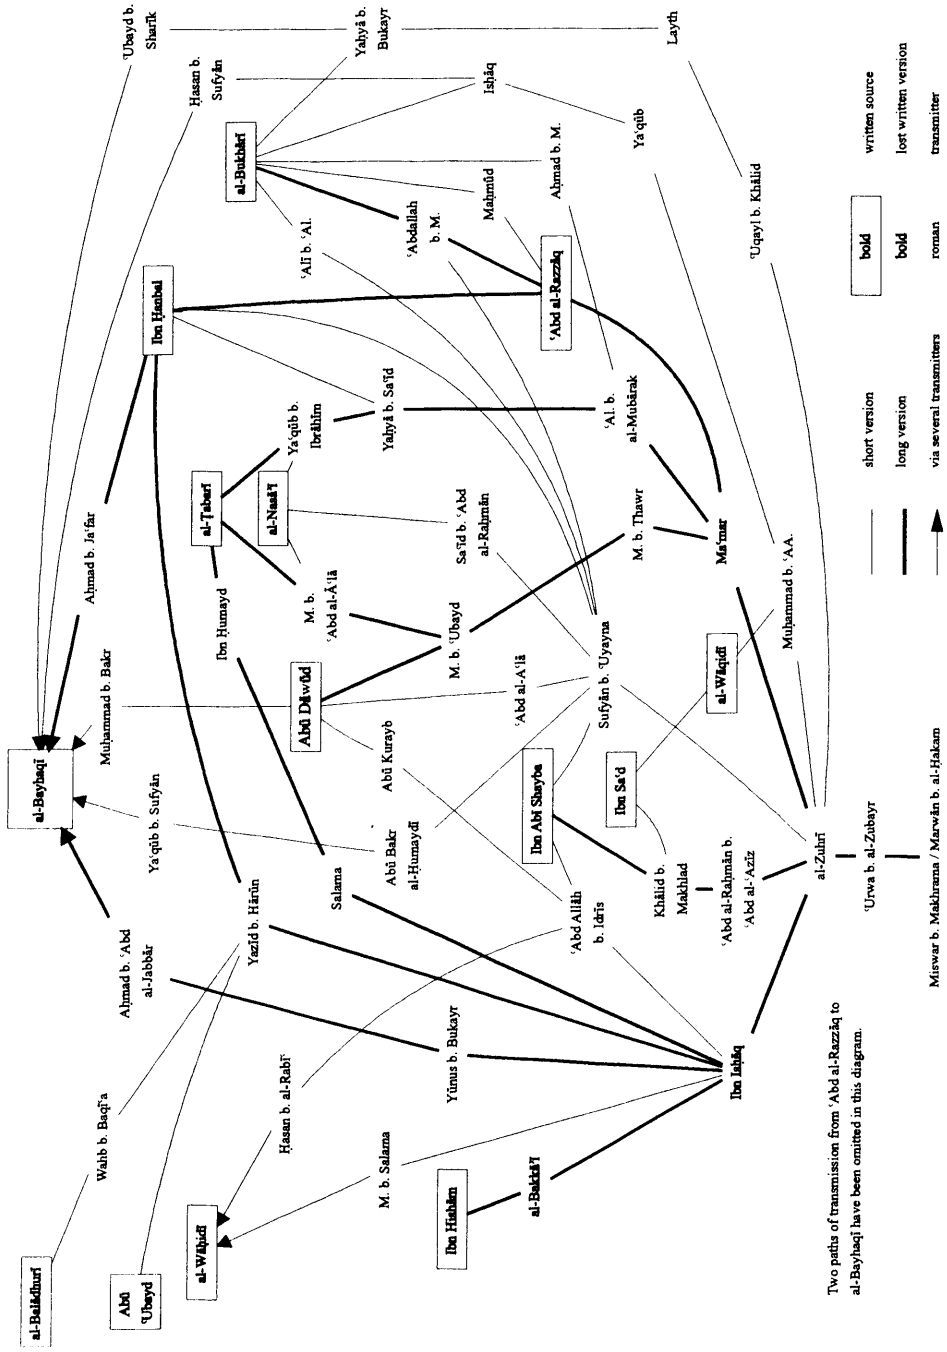 al-Balādhurī
Abū
ʿUbayd
al-Wāḥidī
Ibn Hishām
al-Bakkāʾī
Wahb b. Baqīʿa
Ḥasan b. al-Rabīʿ
M. b. Salama
Aḥmad b. ʿAbd
al-Jabbār
Yazīd b. Hārūn
Yūnus b. Bukayr
Ibn Isḥāq
al-Bayhaqī
Yaʿqūb b. Sufyān
Muḥammad b. Bakr
Aḥmad b. Jaʿfar
Salama
Abū Bakr
al-Ḥumaydī
Abū Kurayb
Abū Dāwūd
Ibn Ḥumayd
ʿAbd Allāh
b. Idrīs
Ibn Abī Shayba
ʿAbd al-Aʿlā
Sufyān b. ʿUyayna
Khālid b.
Makhlad
Ibn Saʿd
al-Wāqidī
ʿAbd al-Raḥmān b.
ʿAbd al-ʿAzīz
al-Zuhrī
ʿUrwa b. al-Zubayr
Miswar b. Makhrama / Marwān b. al-Ḥakam
Ibn Ḥanbal
al-Ṭabarī
al-Nasāʾī
M. b.
ʿAbd al-Āʿlā
Yaʿqūb b.
Ibrāhīm
Yaḥyā b. Saʿīd
Saʿīd b. ʿAbd
al-Raḥmān
M. b. ʿUbayd
M. b. Thawr
ʿAl. b.
al-Mubārak
Maʿmar
Muḥammad b. ʿAA.
ʿUbayd b.
Sharīk
Ḥasan b.
Sufyān
Yaḥyā b.
Bukayr
Isḥāq
Layth
al-Bukhārī
ʿAlī b. ʿAl.
ʿAbdallah
b. M.
Maḥmūd
Aḥmad b. M.
Yaʿqūb
ʿAbd al-Razzāq
ʿUqayl b. Khālid
Two paths of transmission from ʿAbd al-Razzāq to
al-Bayhaqī have been omitted in this diagram.
short version
long version
via several transmitters
bold
bold
roman
written source
lost written version
transmitter